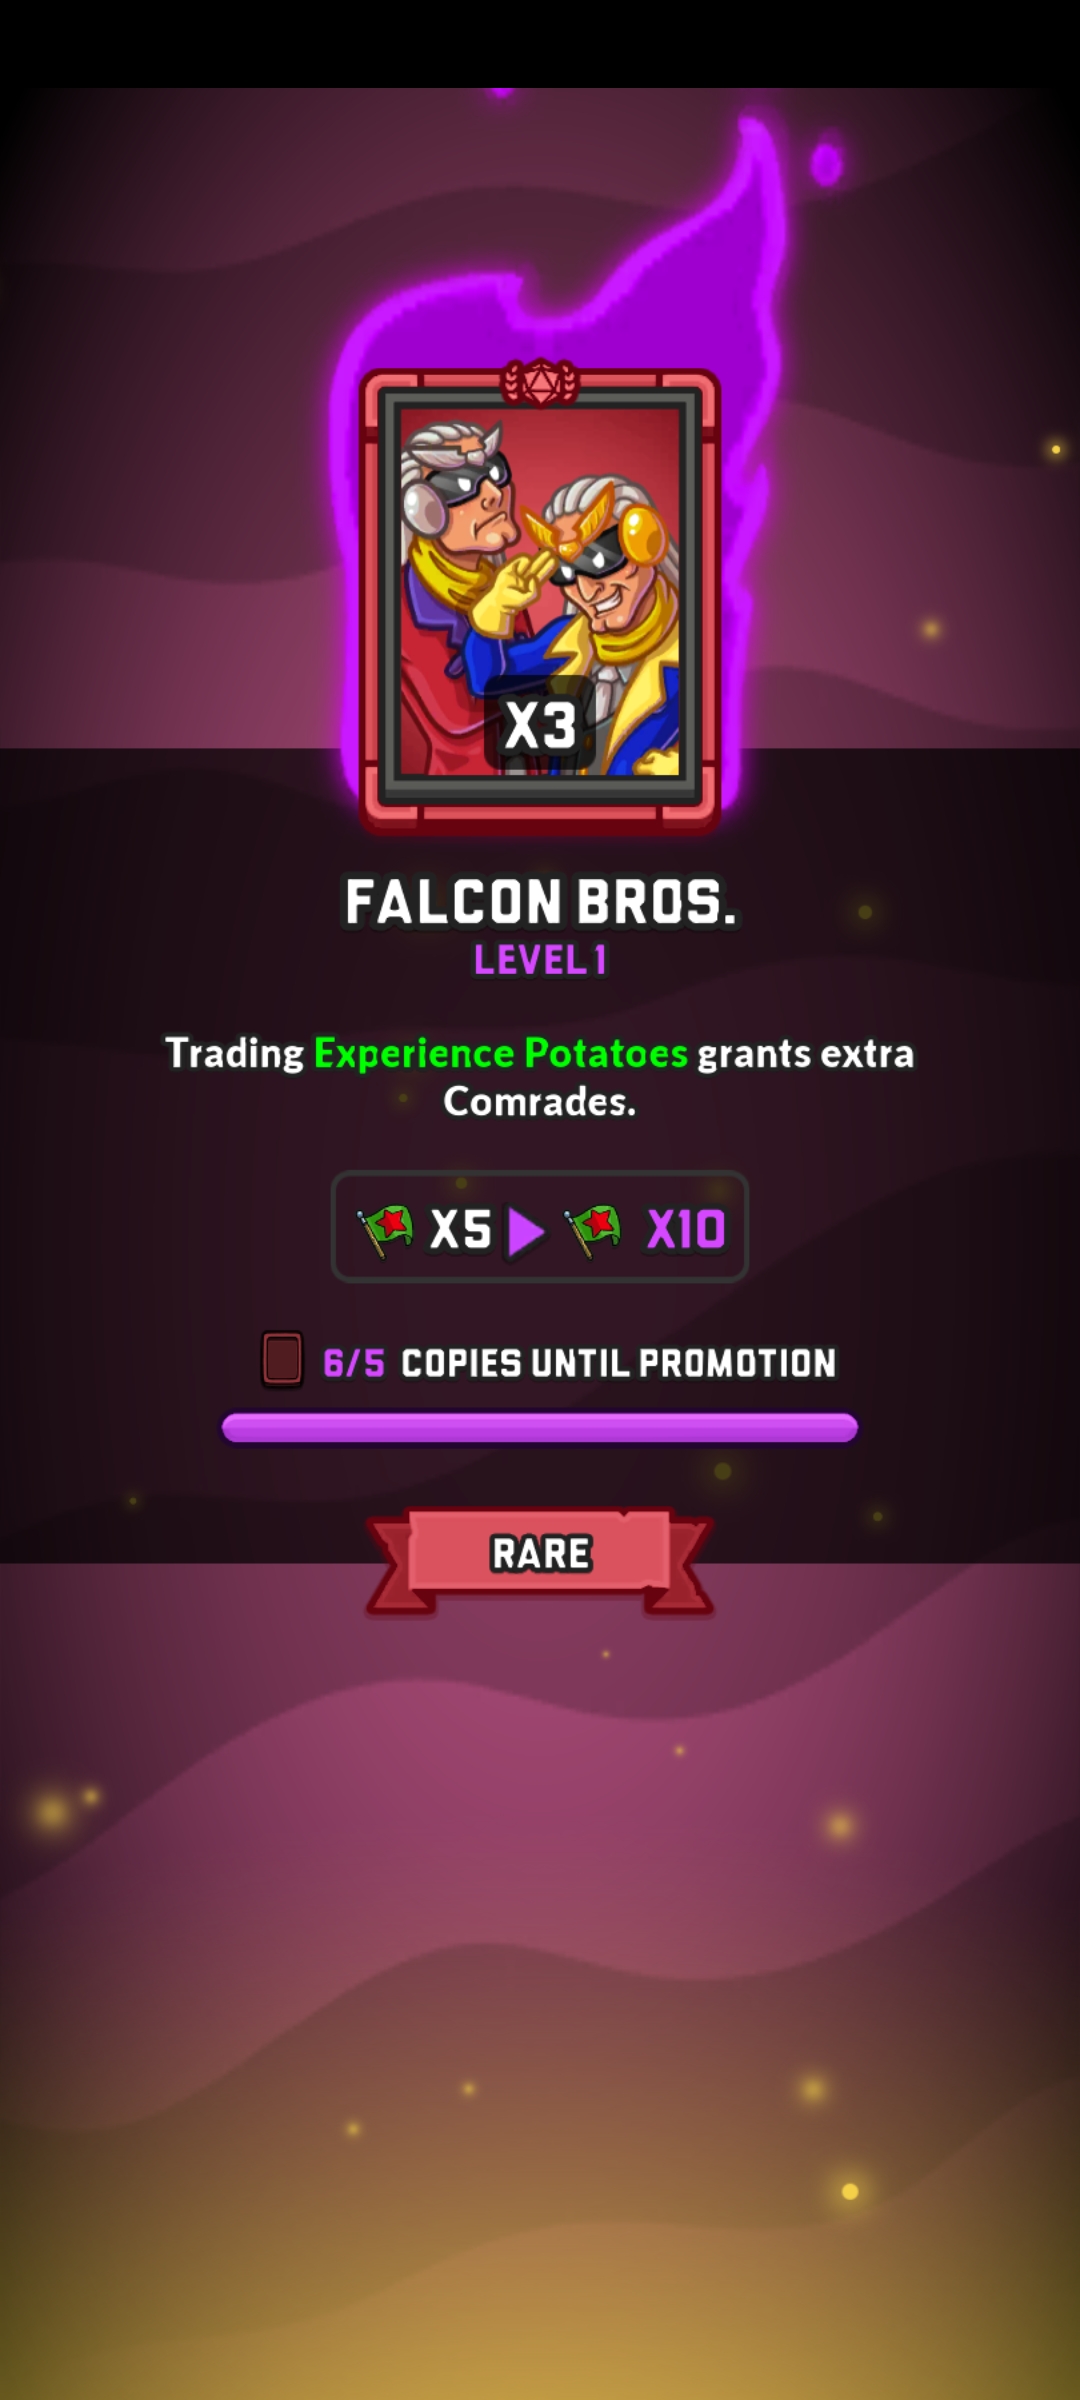 X3
FALCON BROS.
LEVEL 1
Trading Experience Potatoes grants extra
Comrades.
X5 X10
6/5 COPIES UNTIL PROMOTION
RARE